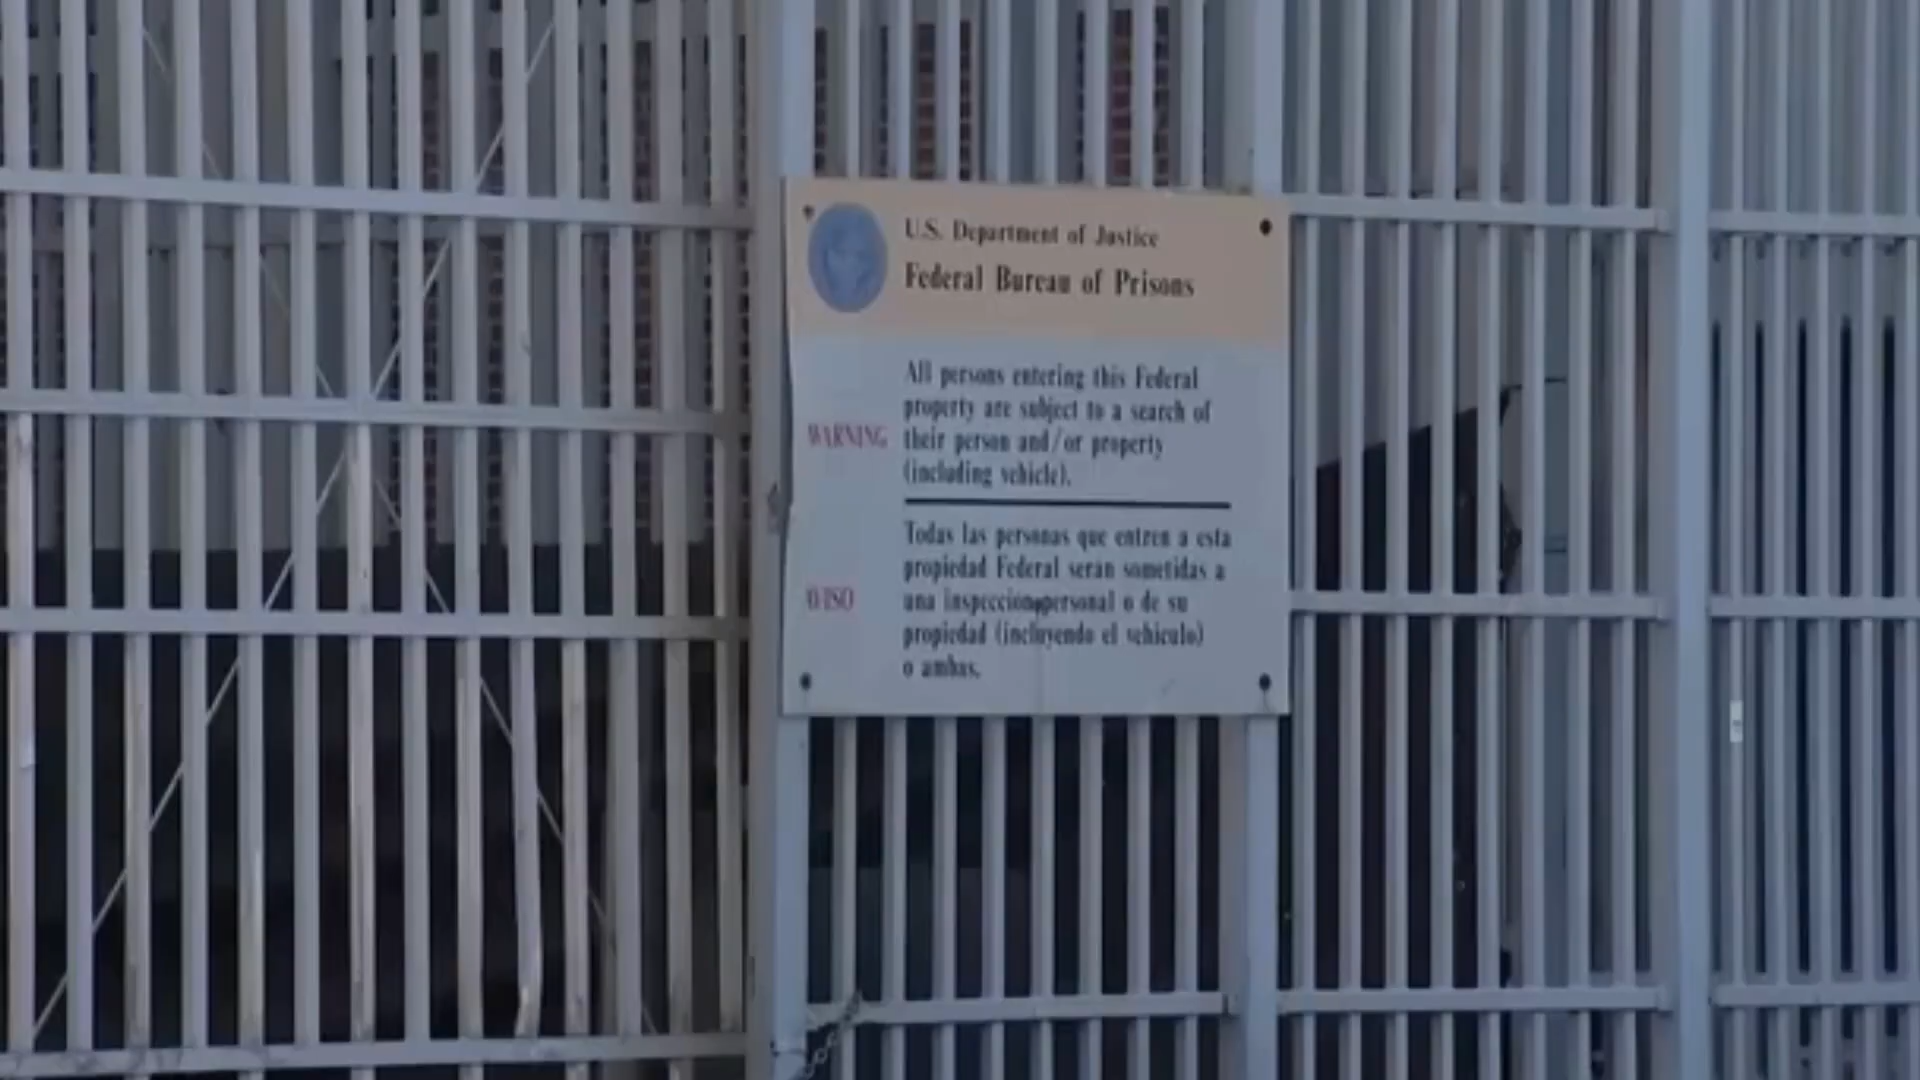 U.S. Department of Justice
Federal Bureau of Prisons
WARNING
All persons entering this Federal
property are subject to a search of
their person and/or property
(including vehicle).
AVISO
Todas las personas que entren a esta
propiedad Federal seran sometidas a
una inspeccion personal o de su
propiedad (incluyendo el vehiculo)
o ambas.